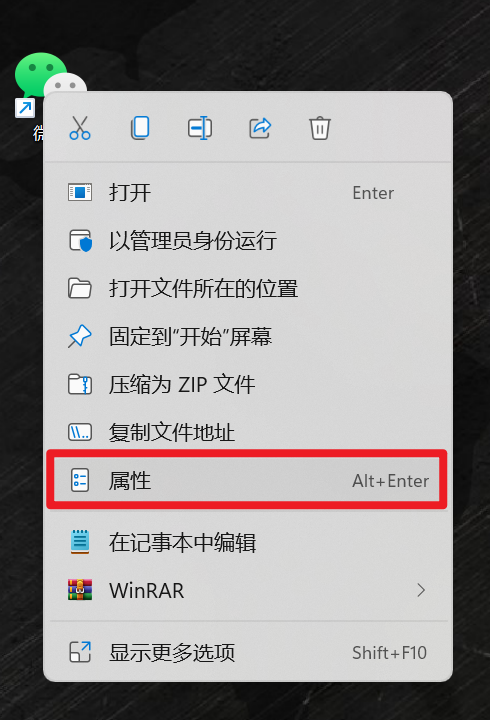 微
打开 Enter
以管理员身份运行
打开文件所在的位置
固定到“开始”屏幕
压缩为 ZIP 文件
复制文件地址
属性 Alt+Enter
在记事本中编辑
WinRAR
显示更多选项 Shift+F10